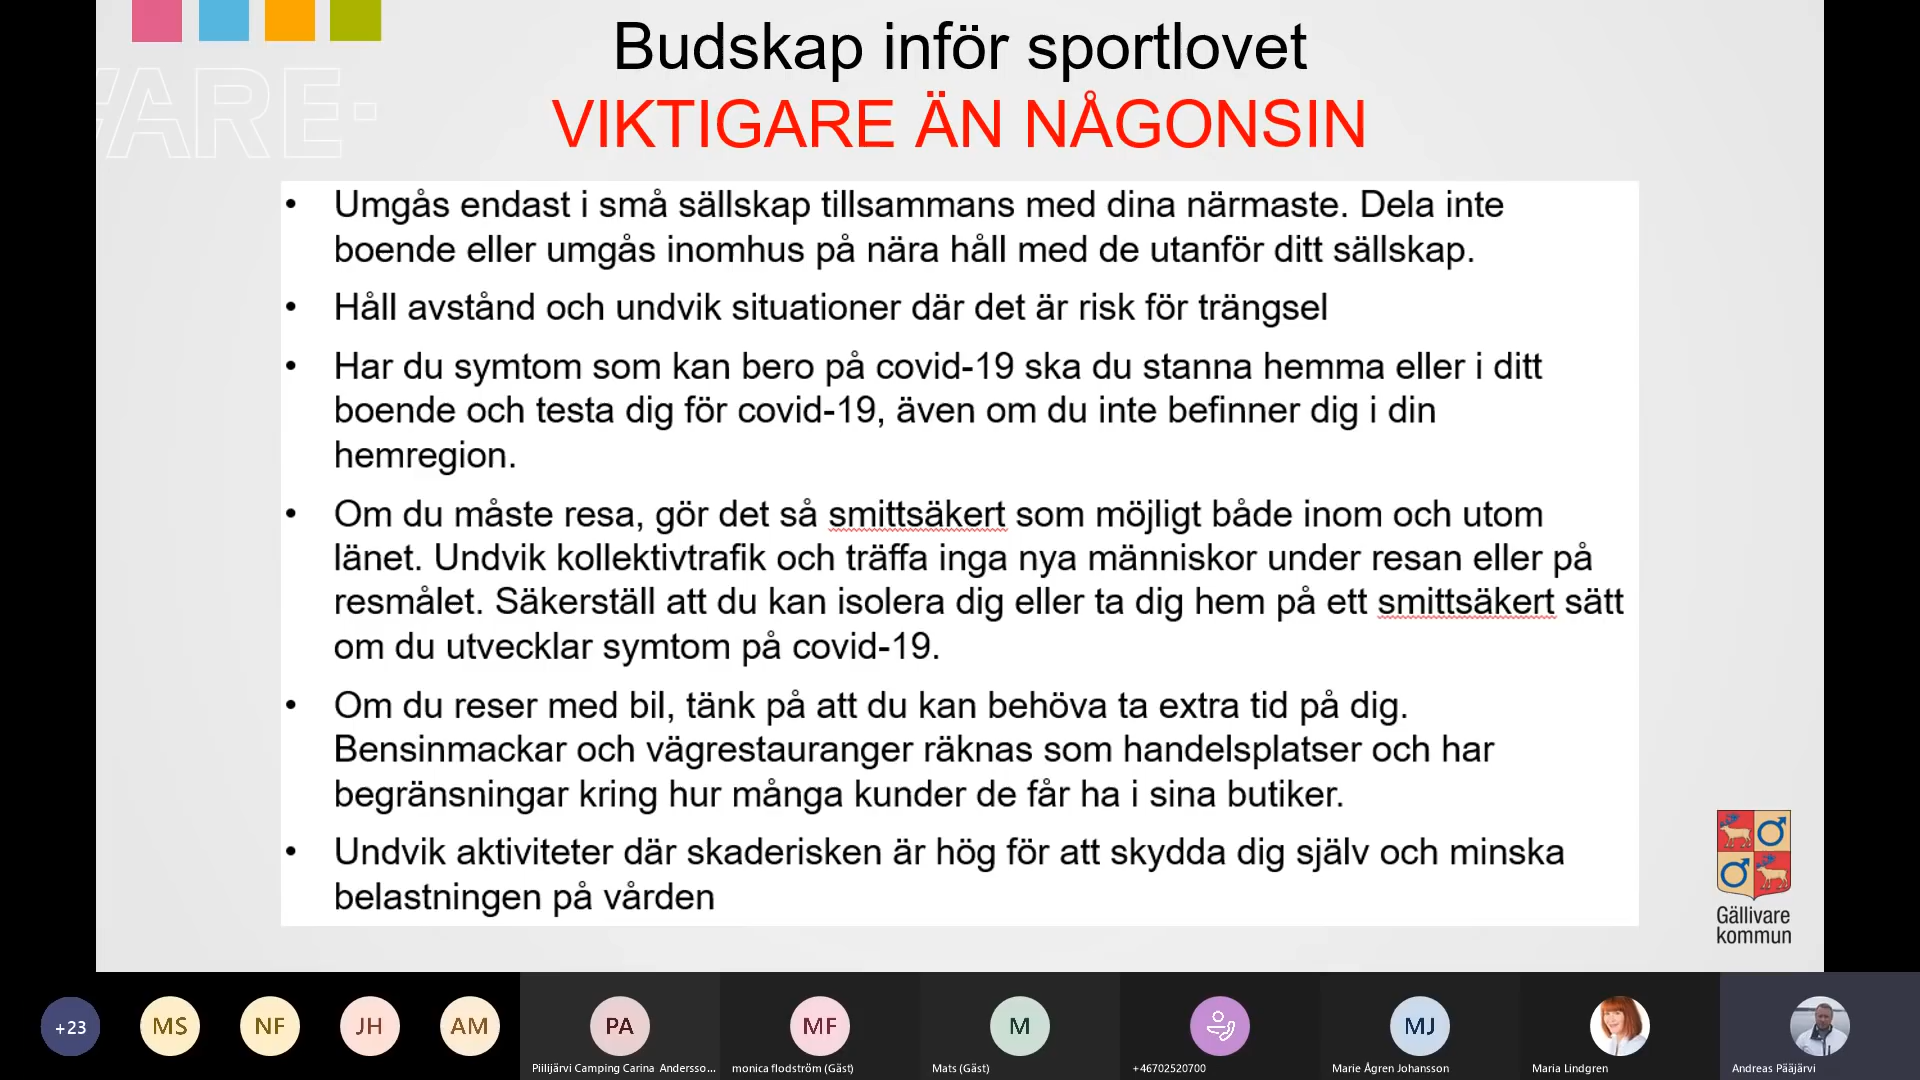 VARE
Budskap inför sportlovet
VIKTIGARE ÄN NÅGONSIN
• Umgås endast i små sällskap tillsammans med dina närmaste. Dela inte
boende eller umgås inomhus på nära håll med de utanför ditt sällskap.
• Håll avstånd och undvik situationer där det är risk för trängsel
• Har du symtom som kan bero på covid-19 ska du stanna hemma eller i ditt
boende och testa dig för covid-19, även om du inte befinner dig i din
hemregion.
• Om du måste resa, gör det så smittsäkert som möjligt både inom och utom
länet. Undvik kollektivtrafik och träffa inga nya människor under resan eller på
resmålet. Säkerställ att du kan isolera dig eller ta dig hem på ett smittsäkert sätt
om du utvecklar symtom på covid-19.
• Om du reser med bil, tänk på att du kan behöva ta extra tid på dig.
Bensinmackar och vägrestauranger räknas som handelsplatser och har
begränsningar kring hur många kunder de får ha i sina butiker.
• Undvik aktiviteter där skaderisken är hög för att skydda dig själv och minska
belastningen på vården
Gällivare
kommun
+23
MS
NF
JH
AM
PA
MF
M
MJ
Piilijärvi Camping Carina Andersso...
monica flodström (Gäst)
Mats (Gäst)
+46702520700
Marie Ågren Johansson
Maria Lindgren
Andreas Pääjärvi